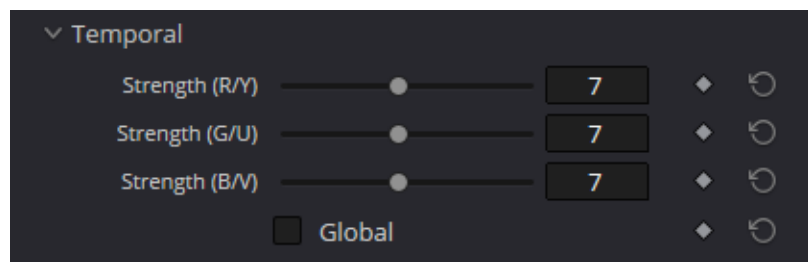 Temporal
Strength (R/Y) 7
Strength (G/U) 7
Strength (B/V) 7
Global